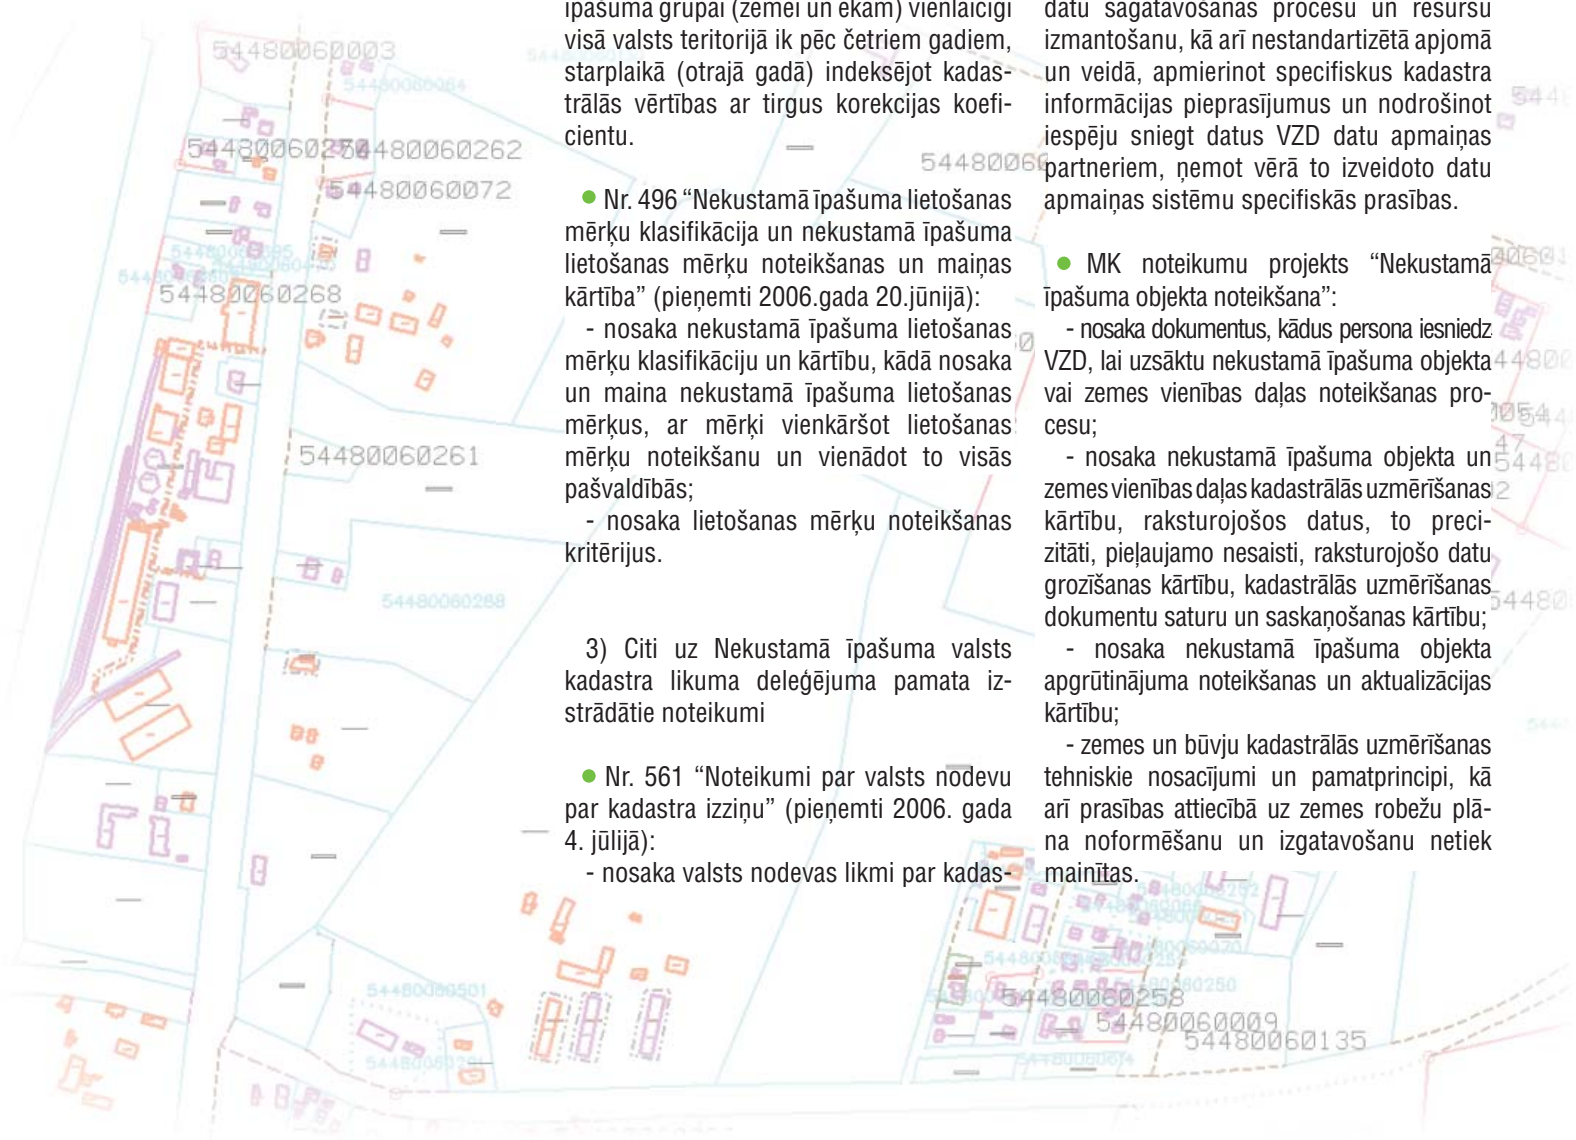 īpašuma grupai (zemei un ēkām) vienlaicīgi
visā valsts teritorijā ik pēc četriem gadiem,
starplaikā (otrajā gadā) indeksējot kadas-
trālās vērtības ar tirgus korekcijas koefi-
cientu.
● Nr. 496 “Nekustamā īpašuma lietošanas
mērķu klasifikācija un nekustamā īpašuma
lietošanas mērķu noteikšanas un maiņas
kārtība” (pieņemti 2006.gada 20.jūnijā):
- nosaka nekustamā īpašuma lietošanas
mērķu klasifikāciju un kārtību, kādā nosaka
un maina nekustamā īpašuma lietošanas
mērķus, ar mērķi vienkāršot lietošanas
mērķu noteikšanu un vienādot to visās
pašvaldībās;
- nosaka lietošanas mērķu noteikšanas
kritērijus.
3) Citi uz Nekustamā īpašuma valsts
kadastra likuma deleģējuma pamata iz-
strādātie noteikumi
● Nr. 561 “Noteikumi par valsts nodevu
par kadastra izziņu” (pieņemti 2006. gada
4. jūlijā):
- nosaka valsts nodevas likmi par kadas-
datu sagatavošanas procesu un resursu
izmantošanu, kā arī nestandartizētā apjomā
un veidā, apmierinot specifiskus kadastra
informācijas pieprasījumus un nodrošinot
iespēju sniegt datus VZD datu apmaiņas
partneriem, ņemot vērā to izveidoto datu
apmaiņas sistēmu specifiskās prasības.
● MK noteikumu projekts “Nekustamā
īpašuma objekta noteikšana”:
- nosaka dokumentus, kādus persona iesniedz
VZD, lai uzsāktu nekustamā īpašuma objekta
vai zemes vienības daļas noteikšanas pro-
cesu;
- nosaka nekustamā īpašuma objekta un
zemes vienības daļas kadastrālās uzmērīšanas
kārtību, raksturojošos datus, to preci-
zitāti, pieļaujamo nesaisti, raksturojošo datu
grozīšanas kārtību, kadastrālās uzmērīšanas
dokumentu saturu un saskaņošanas kārtību;
- nosaka nekustamā īpašuma objekta
apgrūtinājuma noteikšanas un aktualizācijas
kārtību;
- zemes un būvju kadastrālās uzmērīšanas
tehniskie nosacījumi un pamatprincipi, kā
arī prasības attiecībā uz zemes robežu plā-
na noformēšanu un izgatavošanu netiek
mainītas.
54480060003
54480060064
54480060262
54480060072
54480060268
54480060261
54480060288
54480060501
54480060250
54480060258
54480060009
54480060135